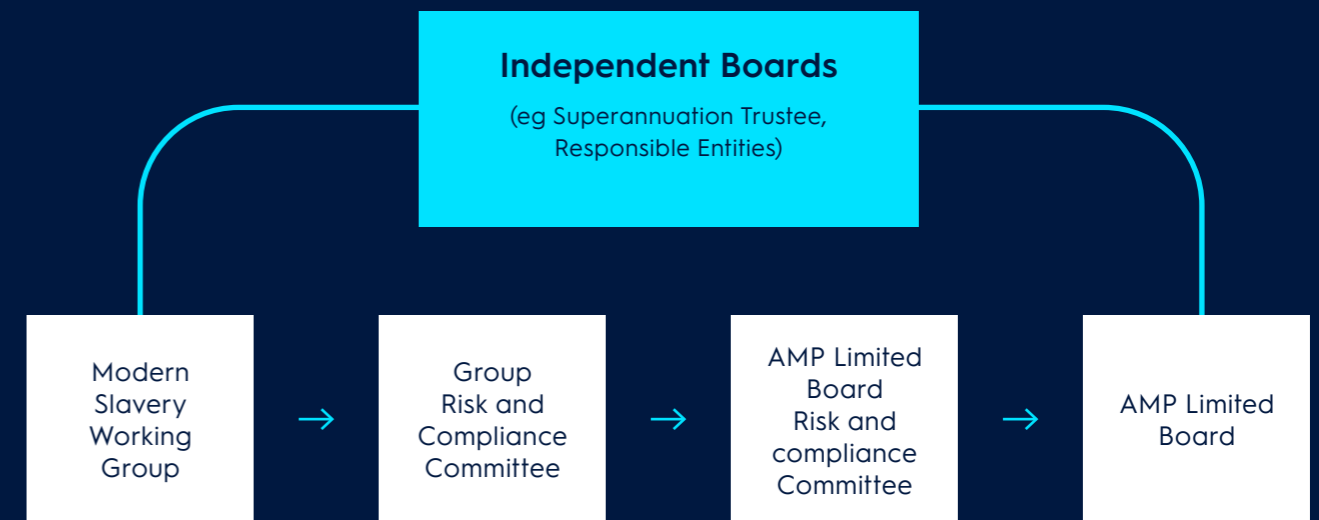 Independent Boards
(eg Superannuation Trustee,
Responsible Entities)
Modern
Slavery
Working
Group
→
Group
Risk and
Compliance
Committee
→
AMP Limited
Board
Risk and
compliance
Committee
→
AMP Limited
Board